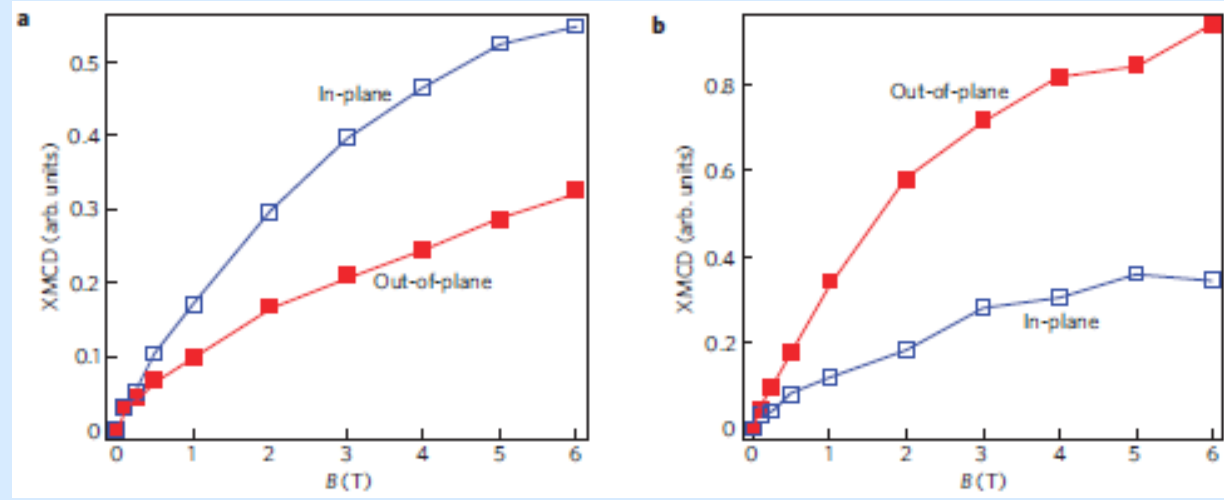 a
XMCD (arb. units)
0.5
0.4
0.3
0.2
0.1
0
In-plane
Out-of-plane
0 1 2 3 4 5 6
B (T)
b
XMCD (arb. units)
0.8
0.6
0.4
0.2
0
Out-of-plane
In-plane
0 1 2 3 4 5 6
B (T)